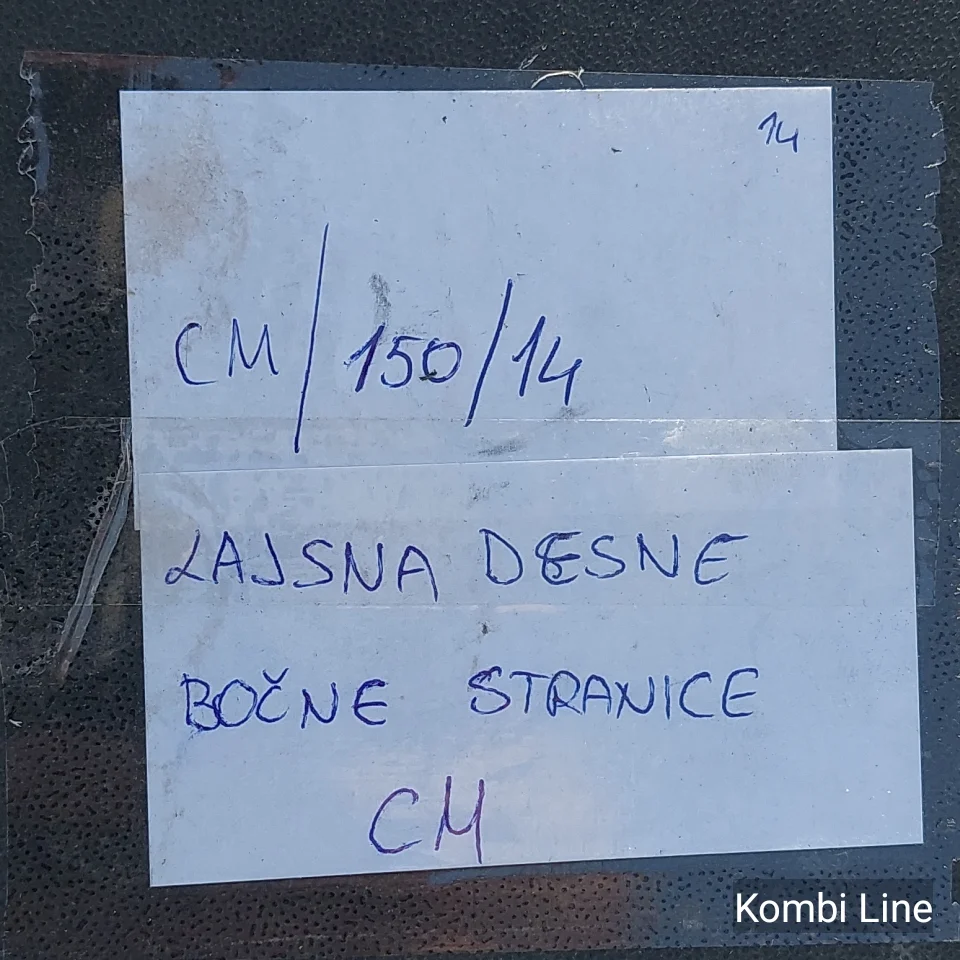 14
CM/150/14
LAJSNA DESNE
BOČNE STRANICE
CM
Kombi Line